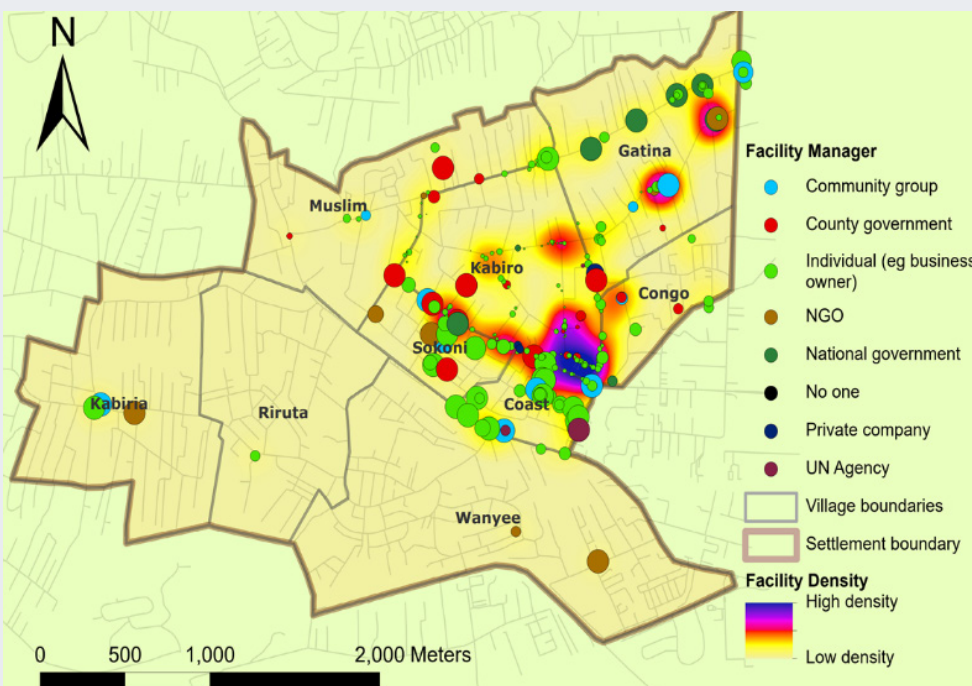 N
Gatina
Muslim
Kabiro
Congo
Sokoni
Kabiria
Riruta
Coast
Wanyee
0 500 1,000 2,000 Meters
Facility Manager
Community group
County government
Individual (eg business
owner)
NGO
National government
No one
Private company
UN Agency
Village boundaries
Settlement boundary
Facility Density
High density
Low density